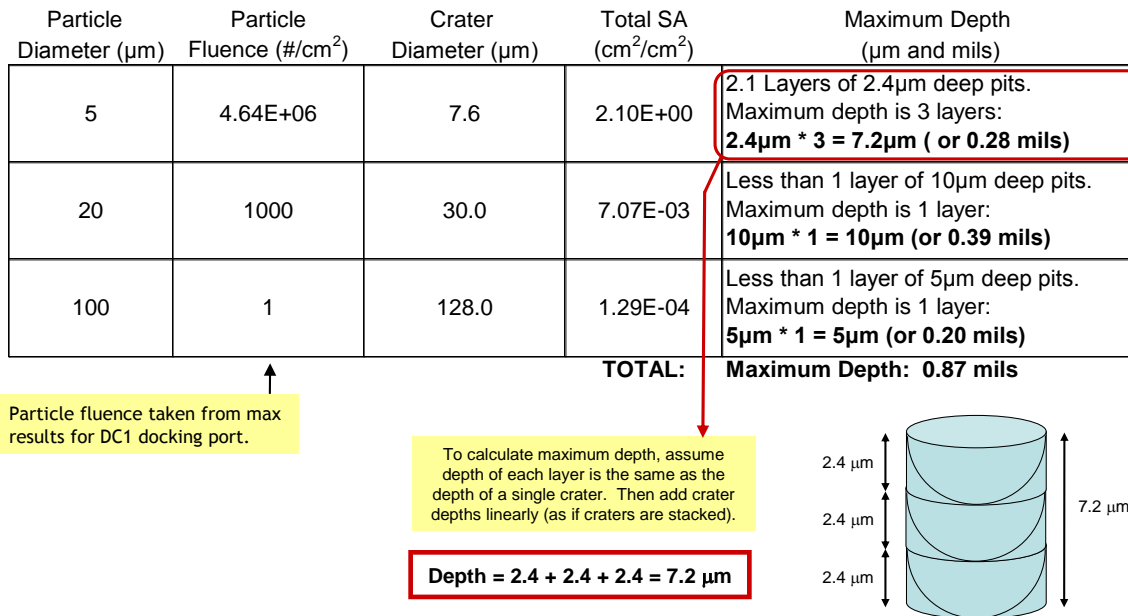 Particle Diameter (µm)
Particle Fluence (#/cm²)
Crater Diameter (µm)
Total SA (cm²/cm²)
Maximum Depth (µm and mils)
5
4.64E+06
7.6
2.10E+00
2.1 Layers of 2.4µm deep pits.
Maximum depth is 3 layers:
2.4µm * 3 = 7.2µm ( or 0.28 mils)
20
1000
30.0
7.07E-03
Less than 1 layer of 10µm deep pits.
Maximum depth is 1 layer:
10µm * 1 = 10µm (or 0.39 mils)
100
1
128.0
1.29E-04
Less than 1 layer of 5µm deep pits.
Maximum depth is 1 layer:
5µm * 1 = 5µm (or 0.20 mils)
TOTAL: Maximum Depth: 0.87 mils
Particle fluence taken from max
results for DC1 docking port.
To calculate maximum depth, assume
depth of each layer is the same as the
depth of a single crater. Then add crater
depths linearly (as if craters are stacked).
Depth = 2.4 + 2.4 + 2.4 = 7.2 µm
2.4 µm
2.4 µm
2.4 µm
7.2 µm